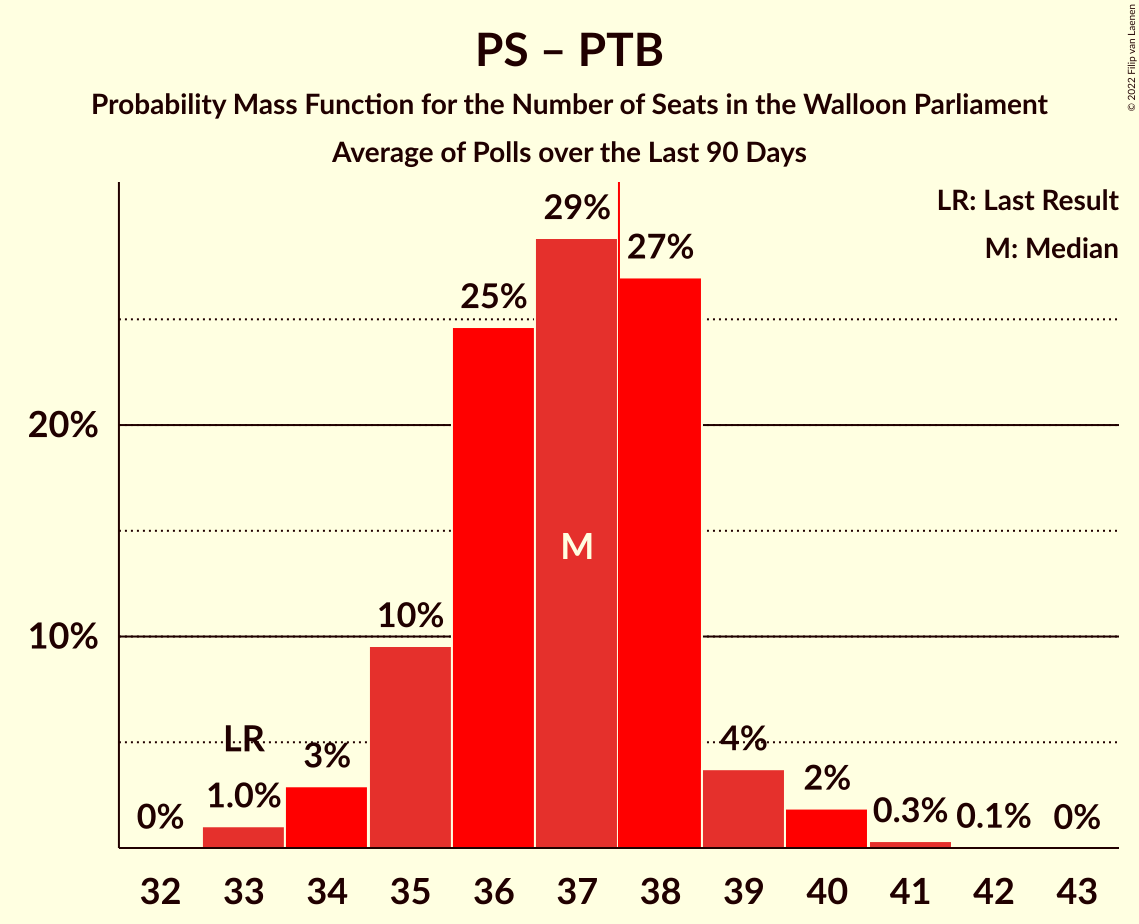 © 2022 Filip van Laenen
PS – PTB
Probability Mass Function for the Number of Seats in the Walloon Parliament
Average of Polls over the Last 90 Days
LR: Last Result
M: Median
29%
27%
25%
20%
M
10%
10%
LR
3%
4%
2%
1.0%
0%
0.3%
0.1%
0%
32 33 34 35 36 37 38 39 40 41 42 43